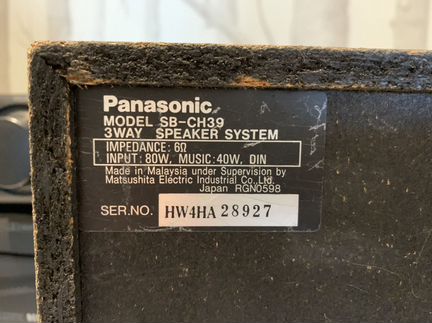 Panasonic
MODEL SB-CH39
3WAY SPEAKER SYSTEM
IMPEDANCE: 6Ω
INPUT: 80W, MUSIC: 40W, DIN
Made in Malaysia under Supervision by
Matsushita Electric Industrial Co., Ltd.
Japan RGN0598
SER.NO. HW4HA 28927